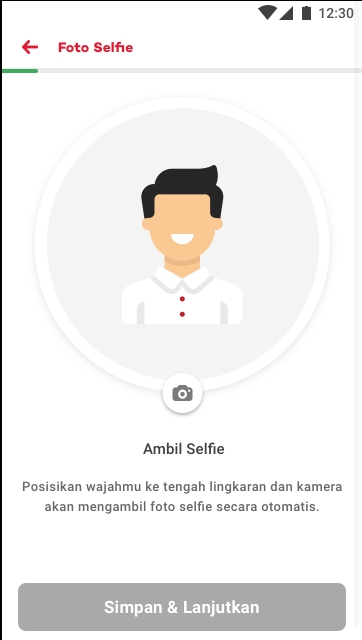 12:30
Foto Selfie
Ambil Selfie
Posisikan wajahmu ke tengah lingkaran dan kamera
akan mengambil foto selfie secara otomatis.
Simpan & Lanjutkan